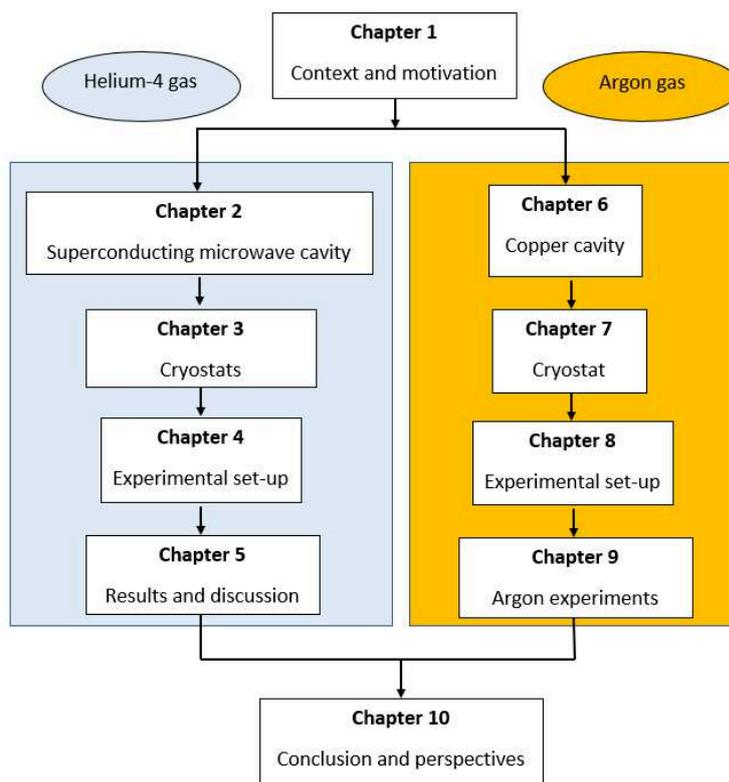 Chapter 1
Context and motivation
Helium-4 gas
Argon gas
Chapter 2
Superconducting microwave cavity
Chapter 3
Cryostats
Chapter 4
Experimental set-up
Chapter 5
Results and discussion
Chapter 6
Copper cavity
Chapter 7
Cryostat
Chapter 8
Experimental set-up
Chapter 9
Argon experiments
Chapter 10
Conclusion and perspectives